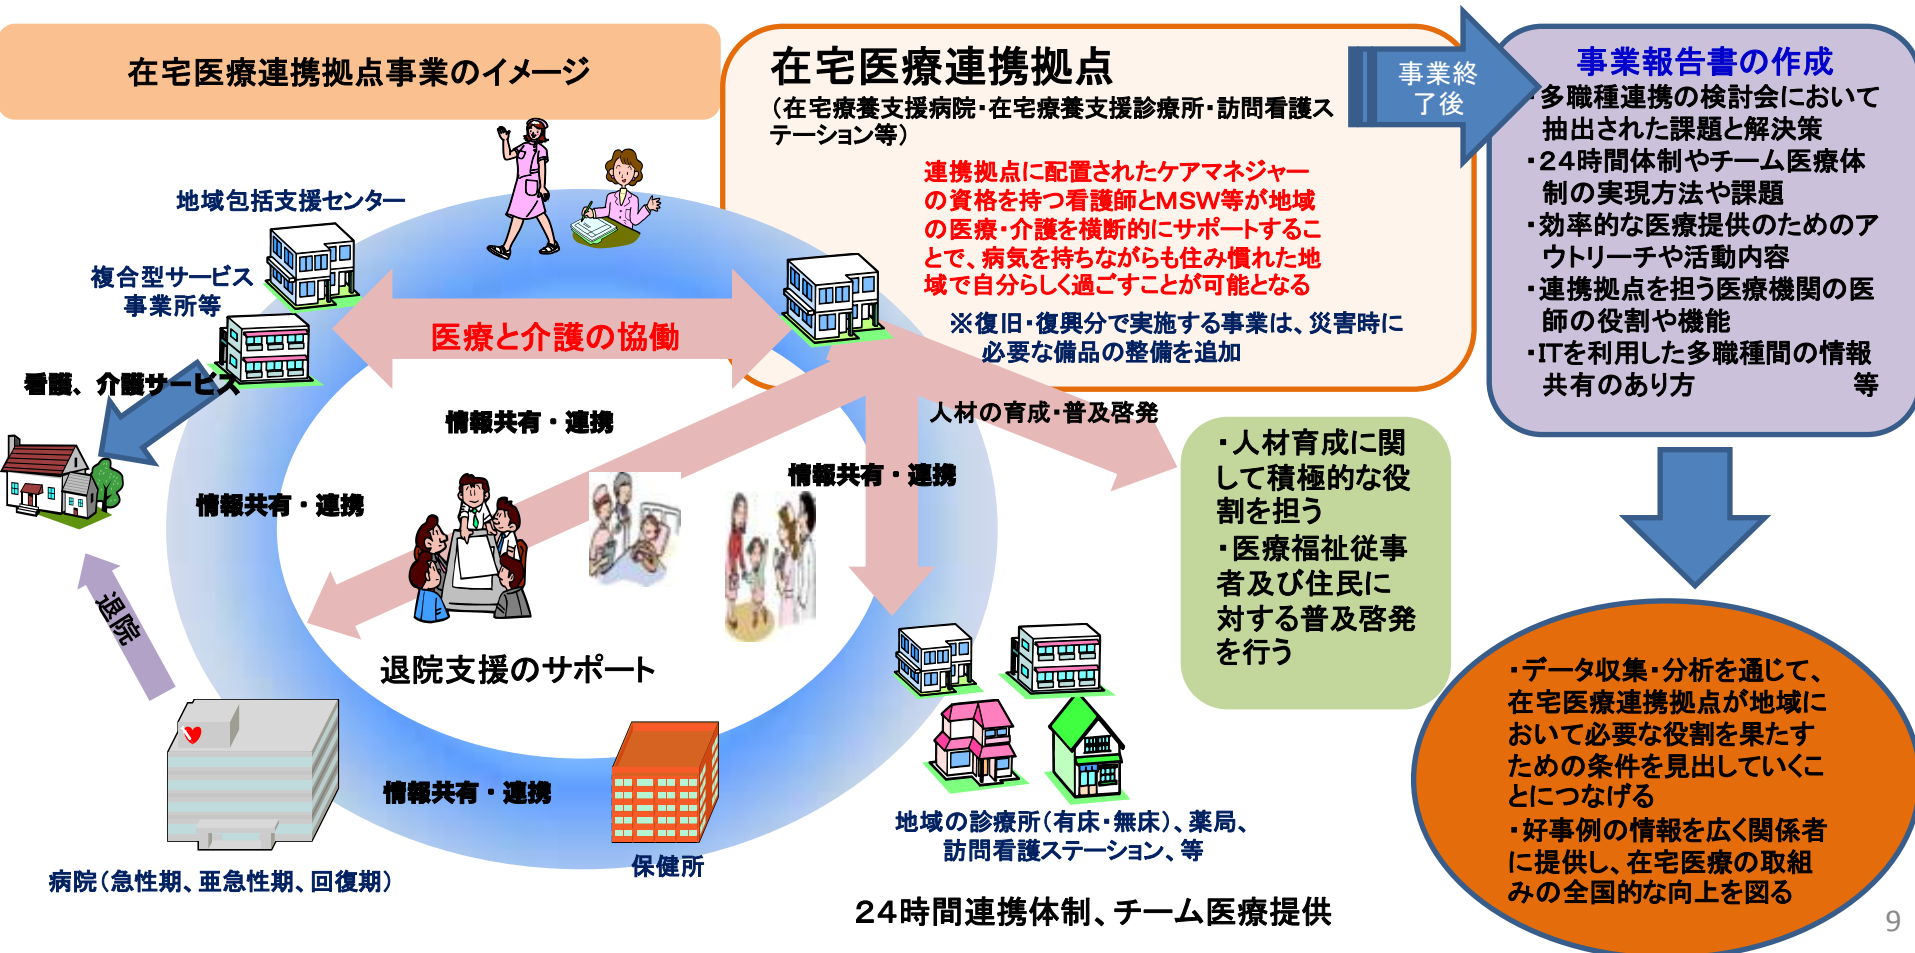 在宅医療連携拠点事業のイメージ
在宅医療連携拠点
（在宅療養支援病院・在宅療養支援診療所・訪問看護ス
テーション等）
連携拠点に配置されたケアマネジャー
の資格を持つ看護師とMSW等が地域
の医療・介護を横断的にサポートするこ
とで、病気を持ちながらも住み慣れた地
域で自分らしく過ごすことが可能となる
※復旧・復興分で実施する事業は、災害時に
必要な備品の整備を追加
事業終
了後
事業報告書の作成
・多職種連携の検討会において
抽出された課題と解決策
・２４時間体制やチーム医療体
制の実現方法や課題
・効率的な医療提供のためのア
ウトリーチや活動内容
・連携拠点を担う医療機関の医
師の役割や機能
・ITを利用した多職種間の情報
共有のあり方　　　　　等
地域包括支援センター
複合型サービス
事業所等
医療と介護の協働
看護、介護サービス
情報共有・連携
人材の育成・普及啓発
情報共有・連携
情報共有・連携
・人材育成に関
して積極的な役
割を担う
・医療福祉従事
者及び住民に
対する普及啓発
を行う
退院
退院支援のサポート
情報共有・連携
保健所
病院（急性期、亜急性期、回復期）
地域の診療所（有床・無床）、薬局、
訪問看護ステーション、等
２４時間連携体制、チーム医療提供
・データ収集・分析を通じて、
在宅医療連携拠点が地域に
おいて必要な役割を果たす
ための条件を見出していくこ
とにつなげる
・好事例の情報を広く関係者
に提供し、在宅医療の取組
みの全国的な向上を図る
9